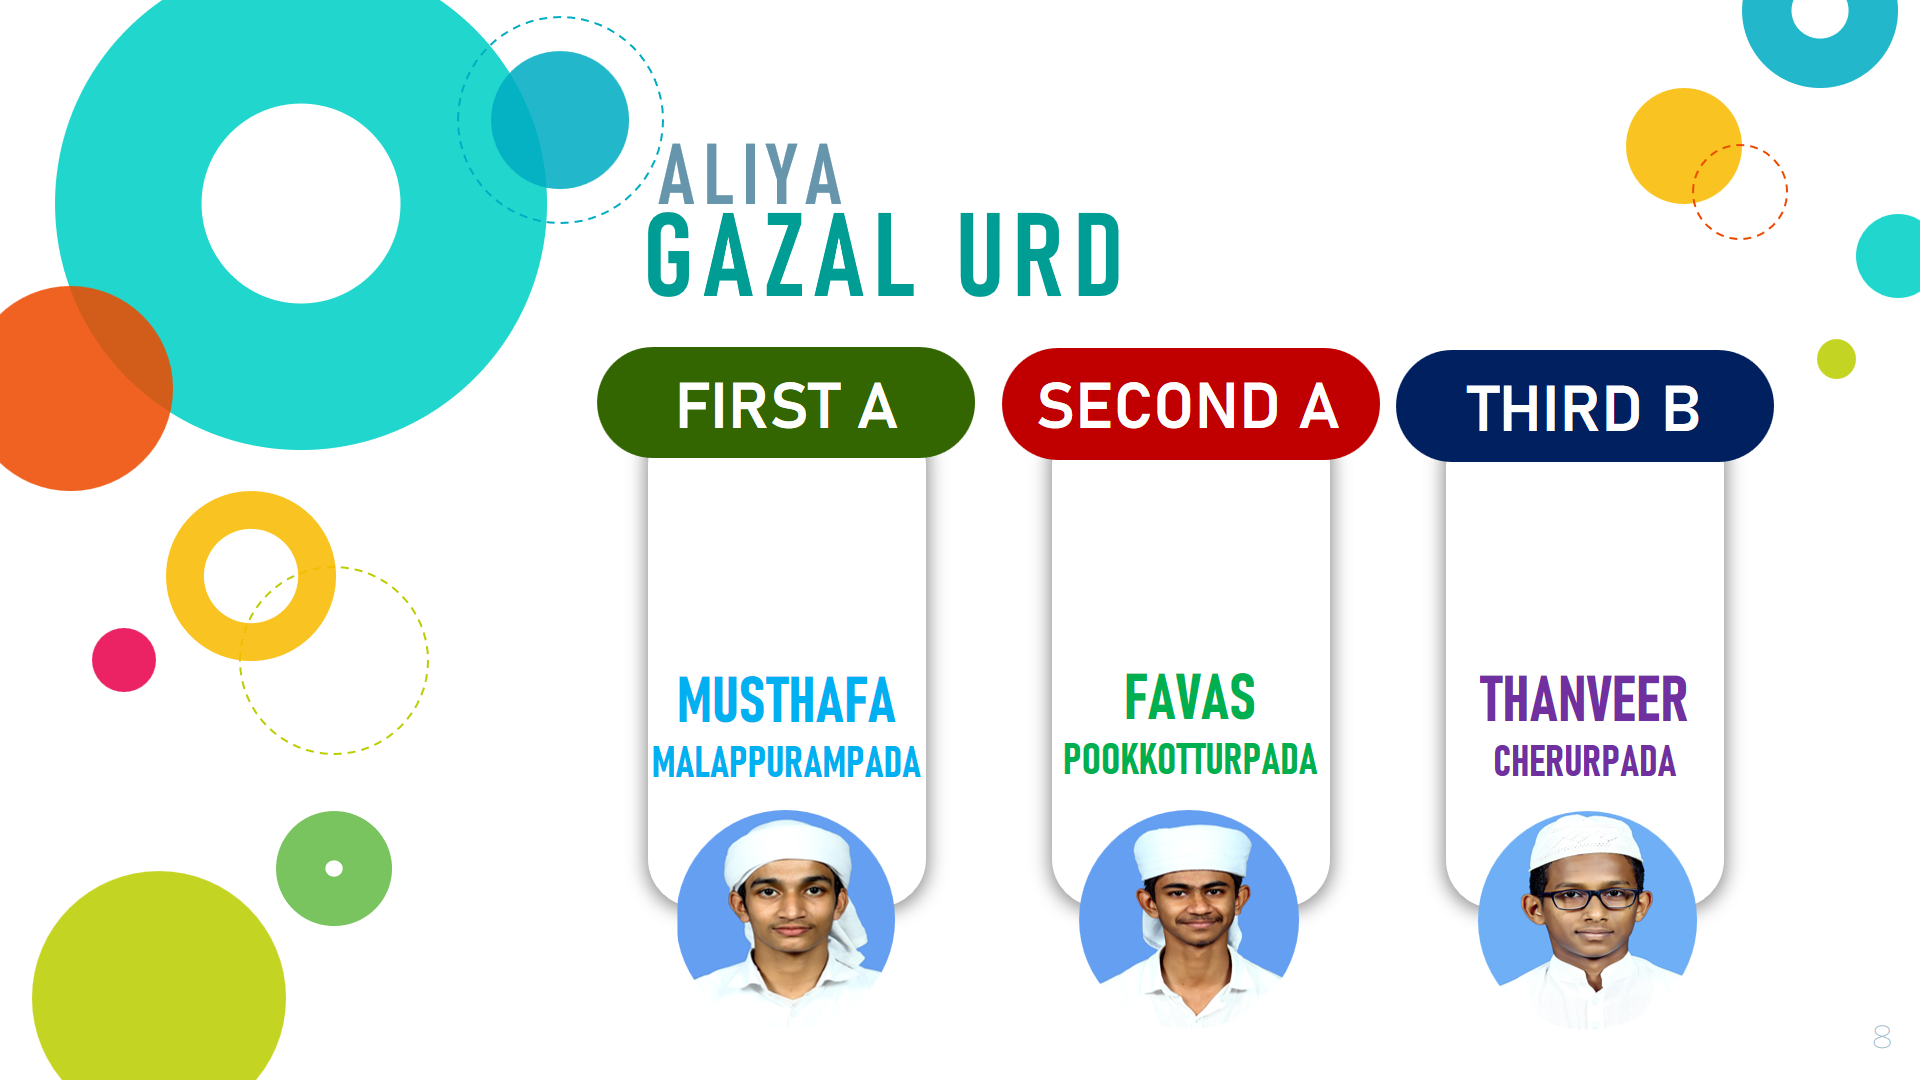 ALIYA
GAZAL URD
FIRST A
SECOND A
THIRD B
MUSTHAFA
MALAPPURAMPADA
FAVAS
POOKKOTTURPADA
THANVEER
CHERURPADA
8